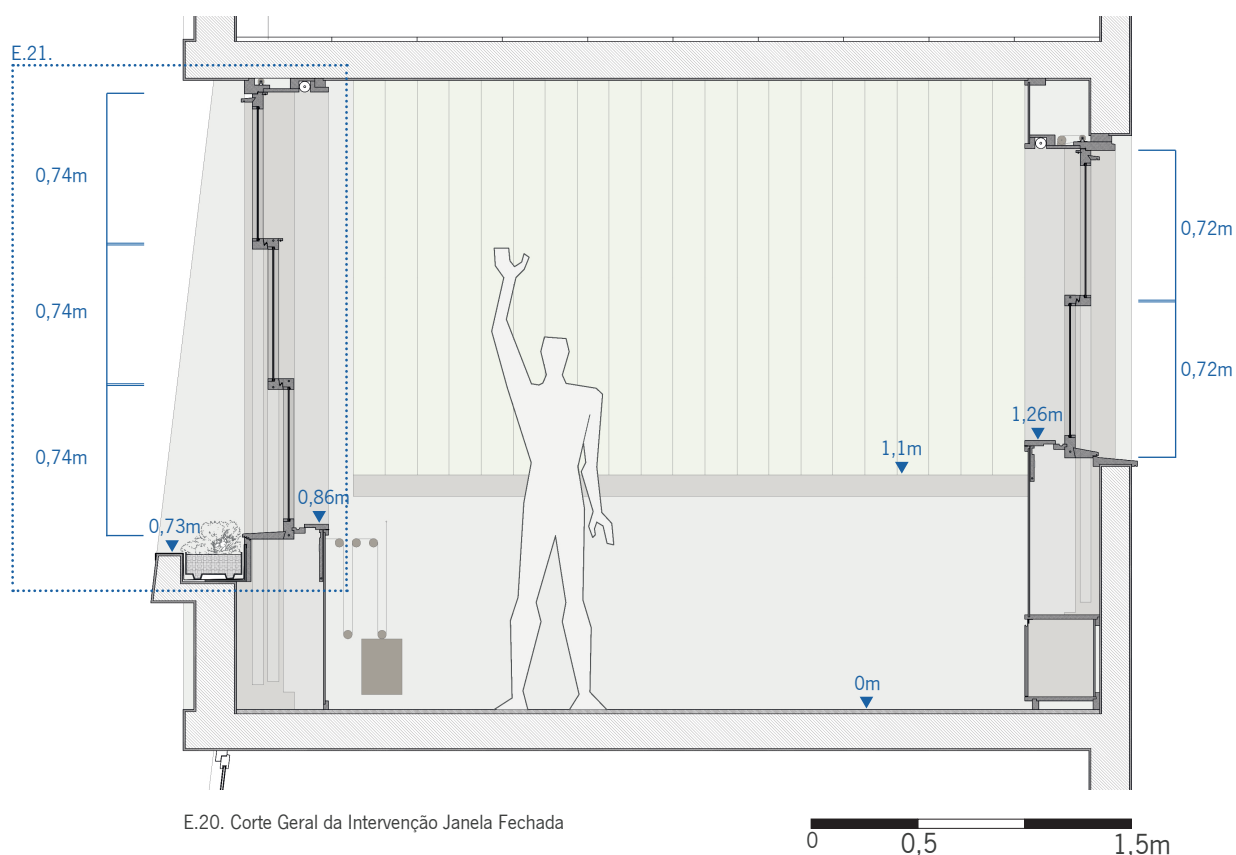 E.21.
0,74m
0,74m
0,74m
0,73m
0,86m
1,1m
1,26m
0,72m
0,72m
0m
E.20. Corte Geral da Intervenção Janela Fechada
0
0,5
1,5m